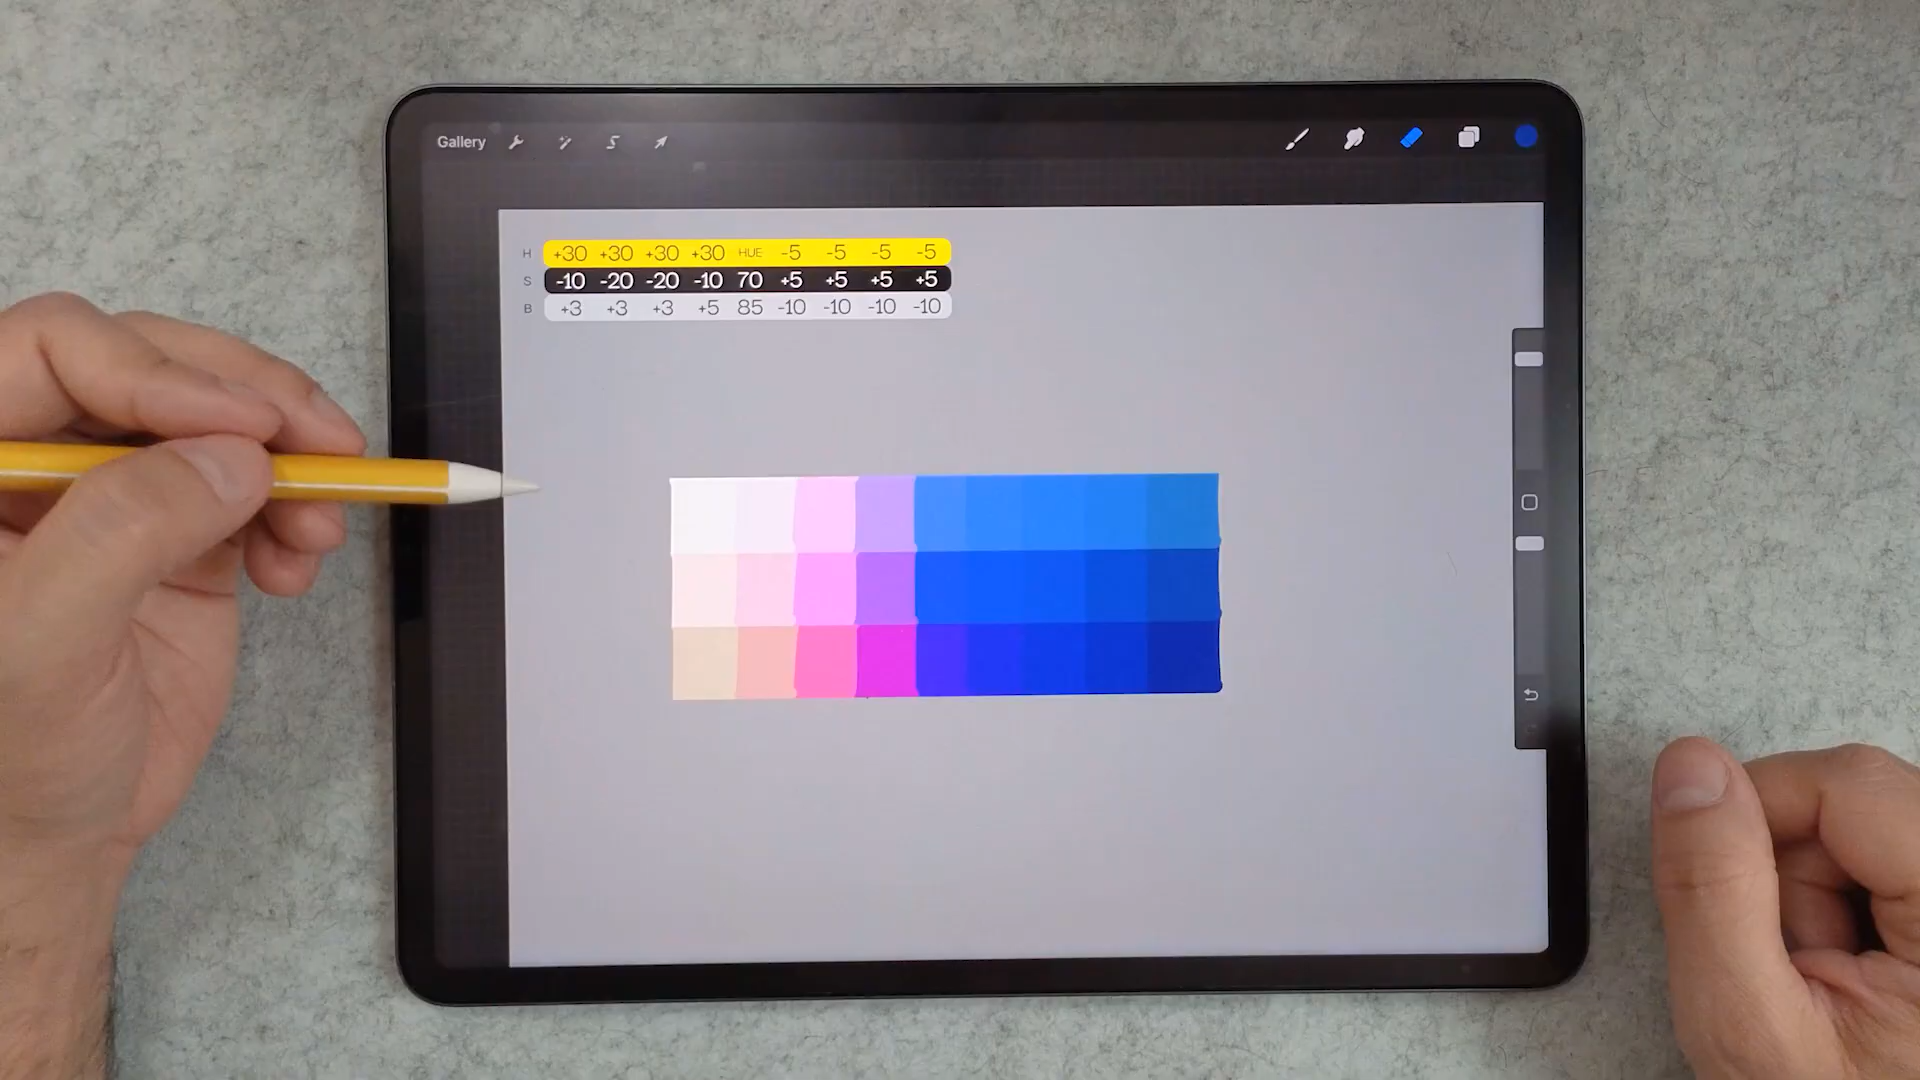 Gallery
H +30 +30 +30 +30 HUE -5 -5 -5 -5
S -10 -20 -20 -10 70 +5 +5 +5 +5
B +3 +3 +3 +5 85 -10 -10 -10 -10